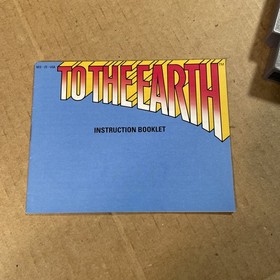 TO THE EARTH
INSTRUCTION BOOKLET